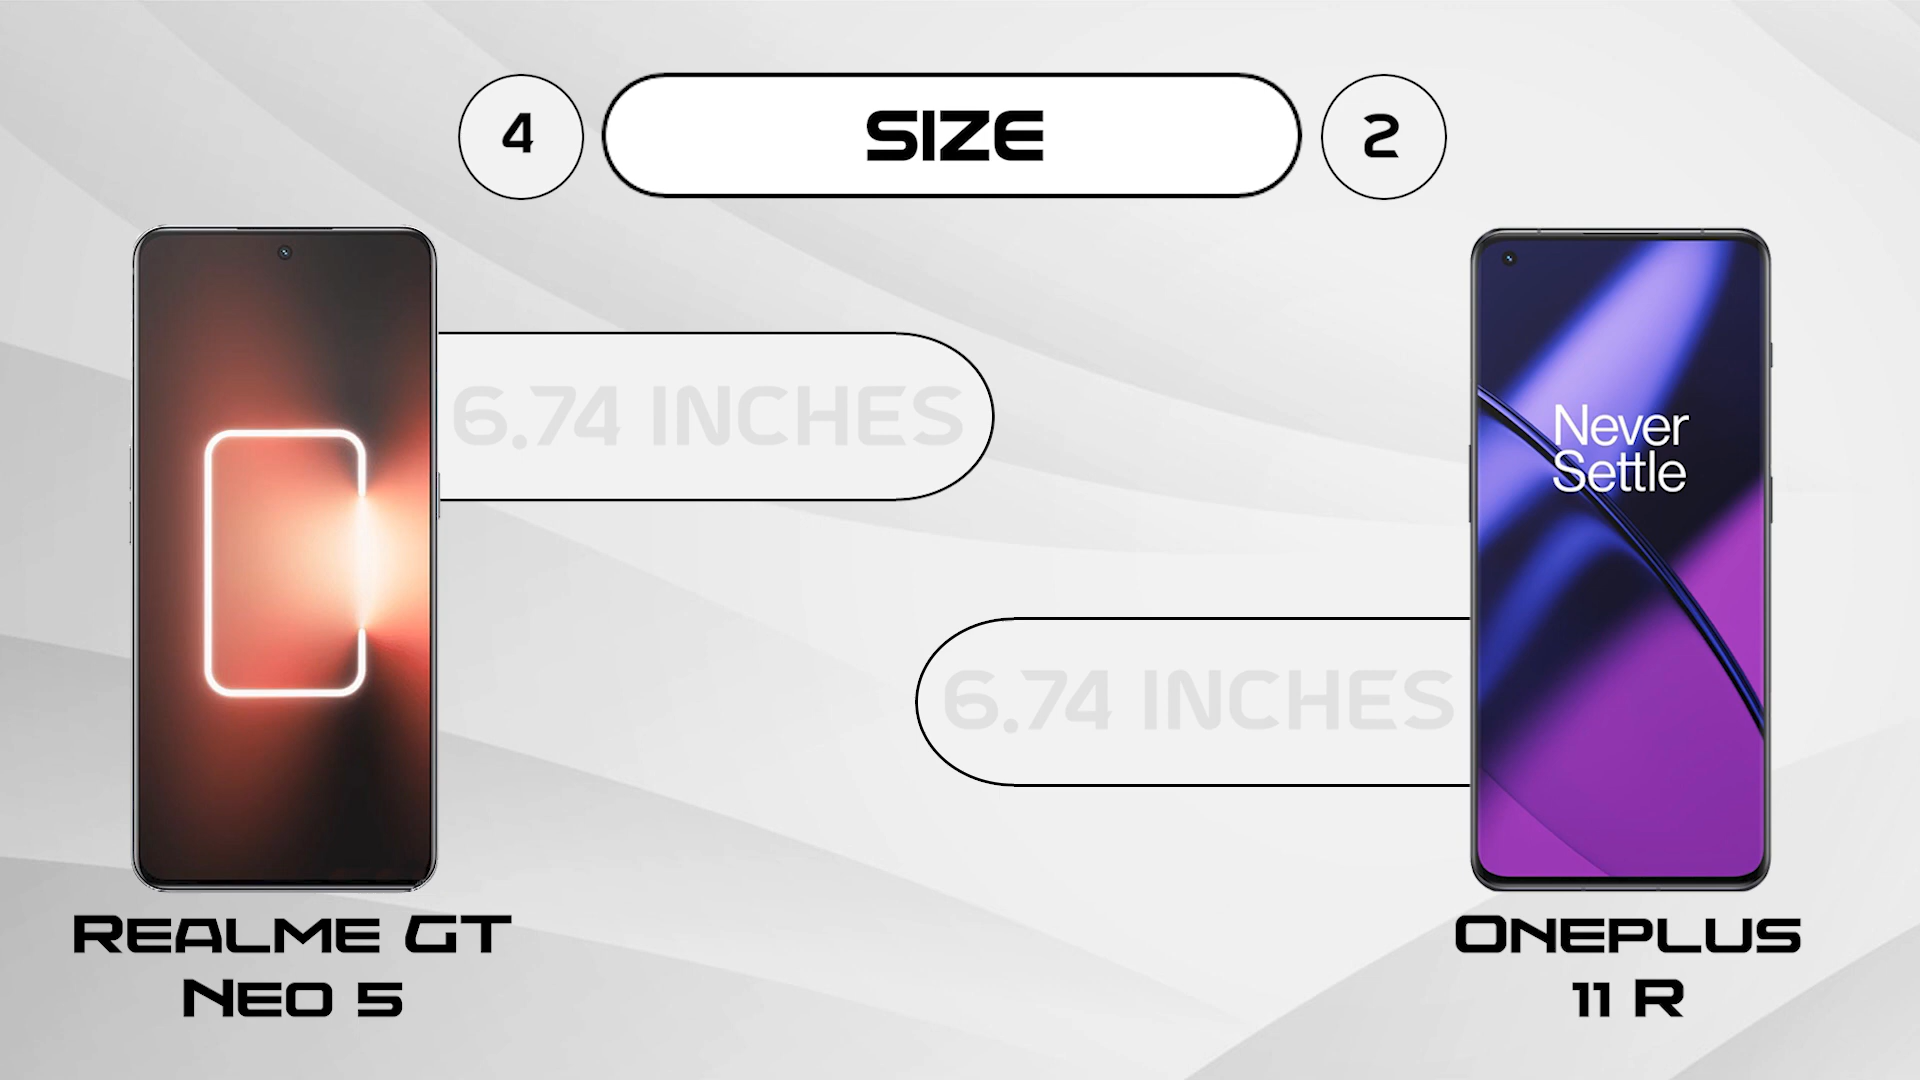 4 SIZE 2
6.74 INCHES
Never
Settle
6.74 INCHES
REALME GT
NEO 5
ONEPLUS
11 R